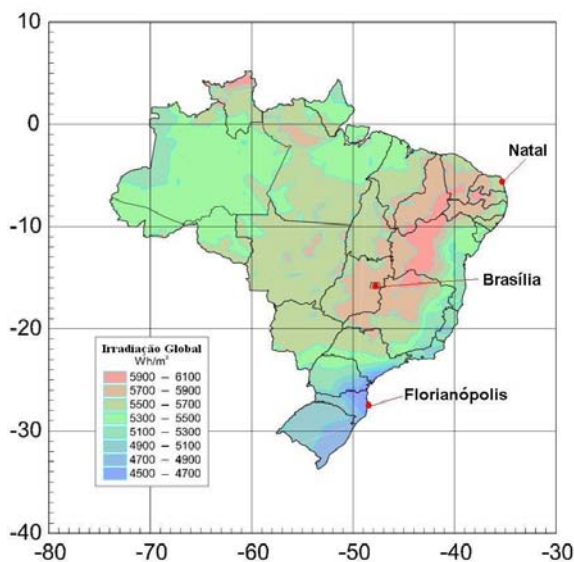 10
0
-10
-20
-30
-40
-80
-70
-60
-50
-40
-30
Natal
Brasília
Florianópolis
Irradiação Global
Wh/m²
5900 – 6100
5700 – 5900
5500 – 5700
5300 – 5500
5100 – 5300
4900 – 5100
4700 – 4900
4500 – 4700